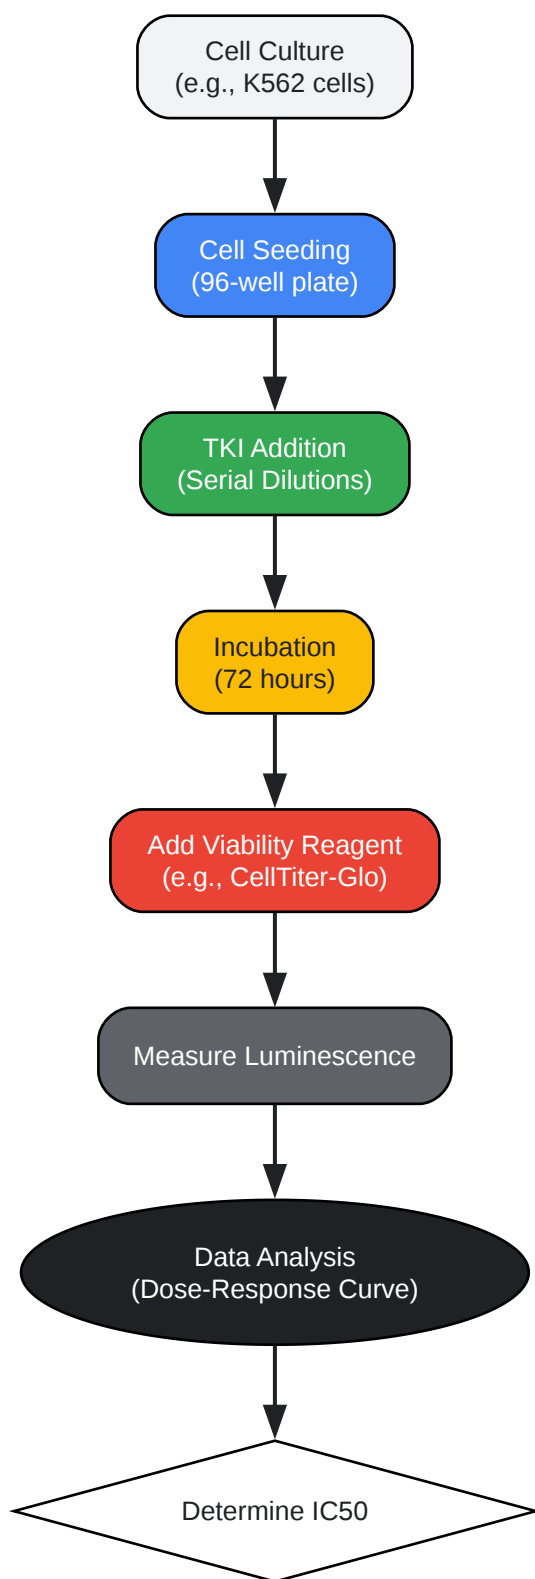 Cell Culture
(e.g., K562 cells)
Cell Seeding
(96-well plate)
TKI Addition
(Serial Dilutions)
Incubation
(72 hours)
Add Viability Reagent
(e.g., CellTiter-Glo)
Measure Luminescence
Data Analysis
(Dose-Response Curve)
Determine IC50